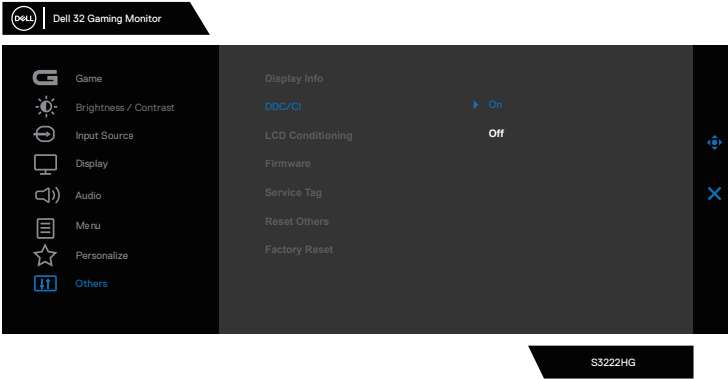 DELL Dell 32 Gaming Monitor
Game
Brightness / Contrast
Input Source
Display
Audio
Menu
Personalize
Others
Display Info
DDC/CI On
Off
LCD Conditioning
Firmware
Service Tag
Reset Others
Factory Reset
S3222HG